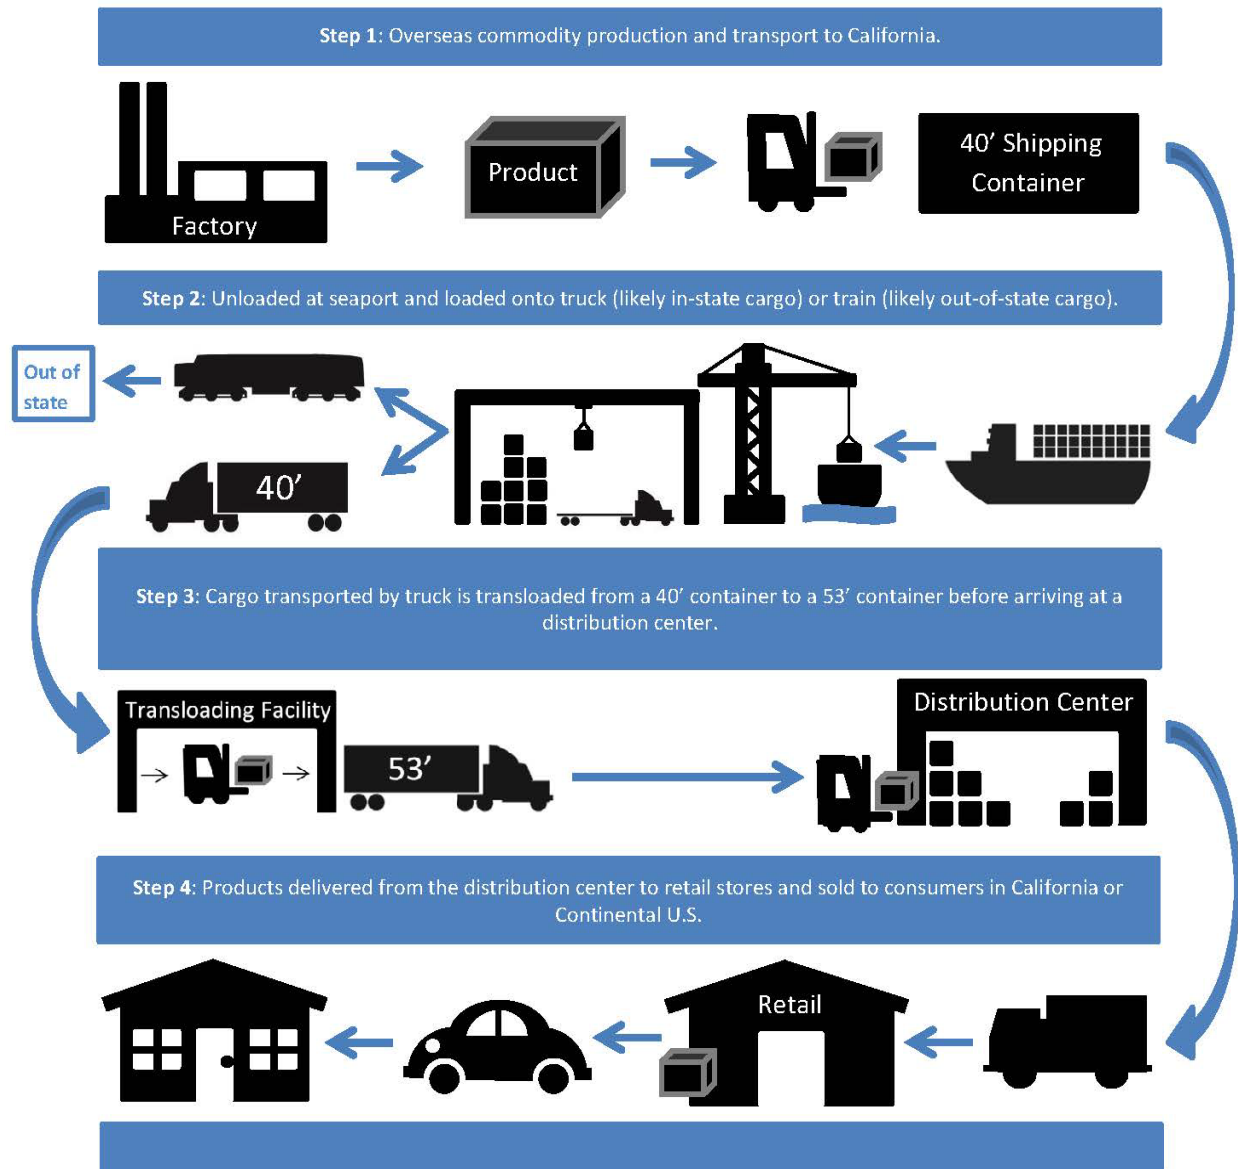 Step 1: Overseas commodity production and transport to California.
Factory
Product
40’ Shipping
Container
Step 2: Unloaded at seaport and loaded onto truck (likely in-state cargo) or train (likely out-of-state cargo).
Out of
state
40’
Step 3: Cargo transported by truck is transloaded from a 40’ container to a 53’ container before arriving at a
distribution center.
Transloading Facility
53’
Distribution Center
Step 4: Products delivered from the distribution center to retail stores and sold to consumers in California or
Continental U.S.
Retail